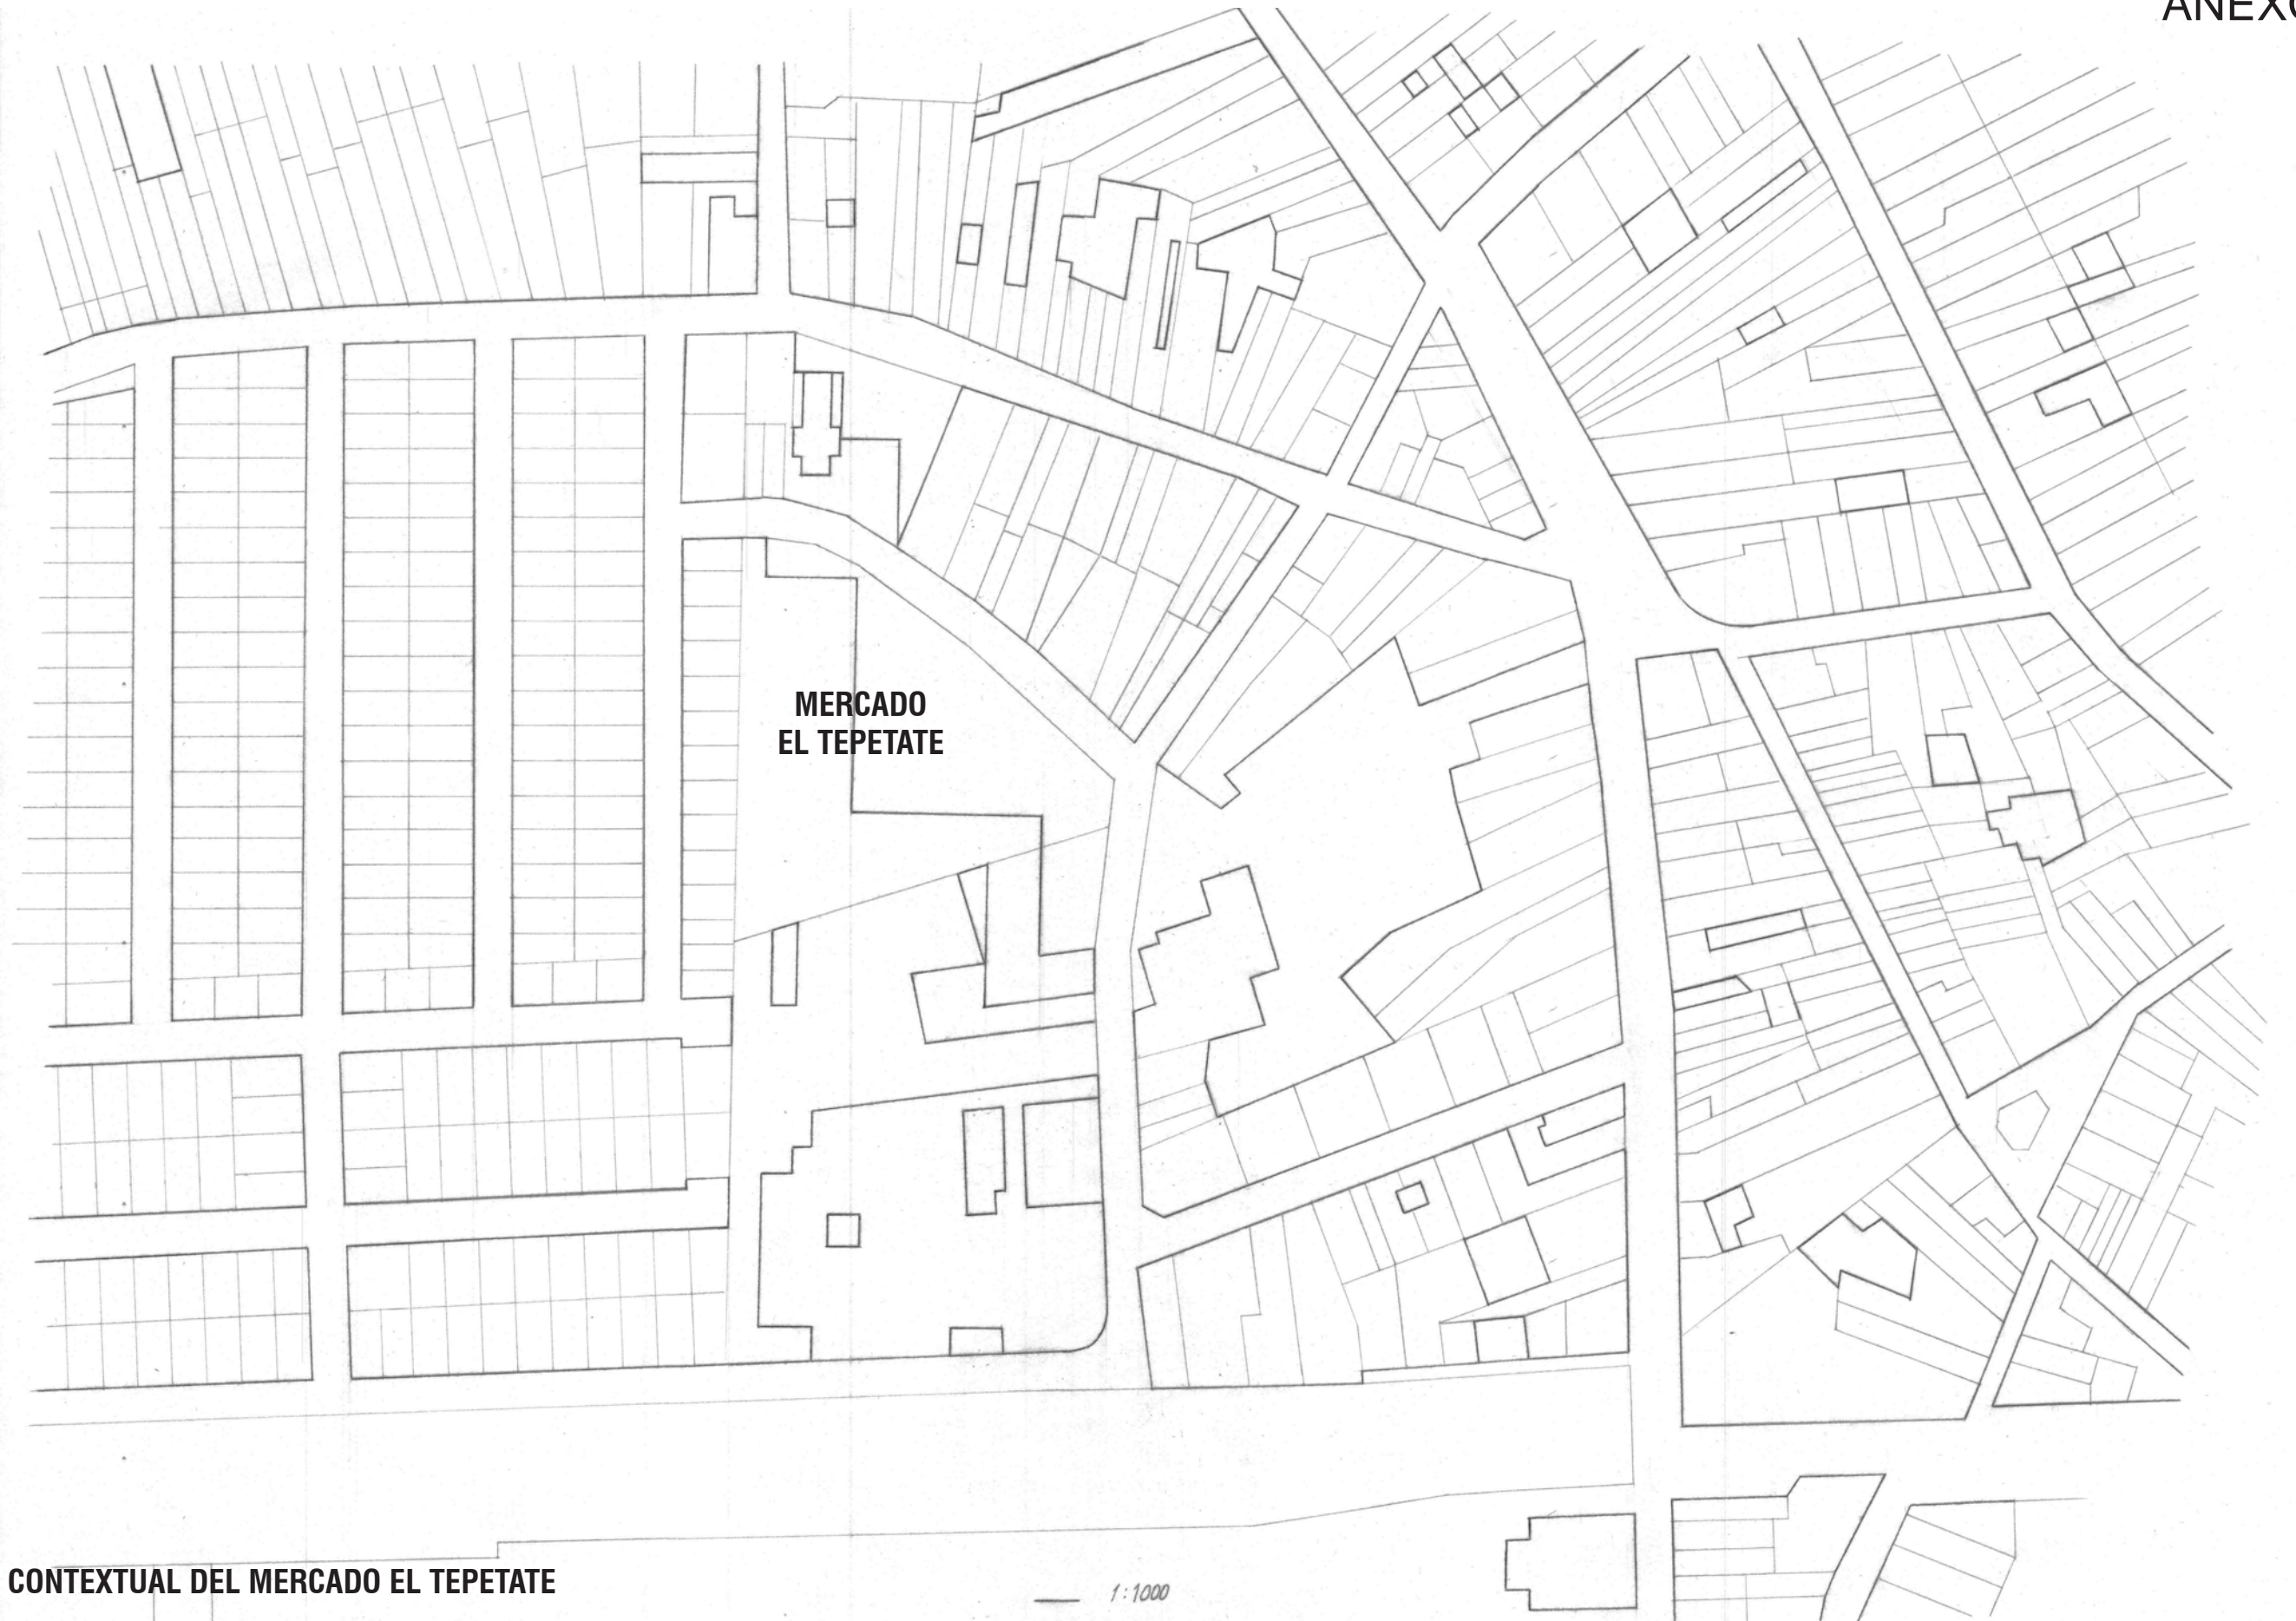 ANEXO
MERCADO
EL TEPETATE
CONTEXTUAL DEL MERCADO EL TEPETATE
1:1000